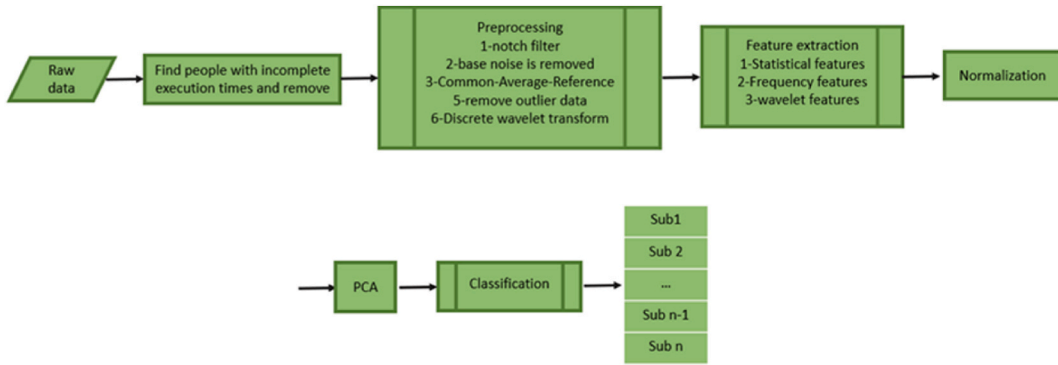 Raw
data
Find people with incomplete
execution times and remove
Preprocessing
1-notch filter
2-base noise is removed
3-Common-Average-Reference
5-remove outlier data
6-Discrete wavelet transform
Feature extraction
1-Statistical features
2-Frequency features
3-wavelet features
Normalization
PCA
Classification
Sub1
Sub 2
...
Sub n-1
Sub n